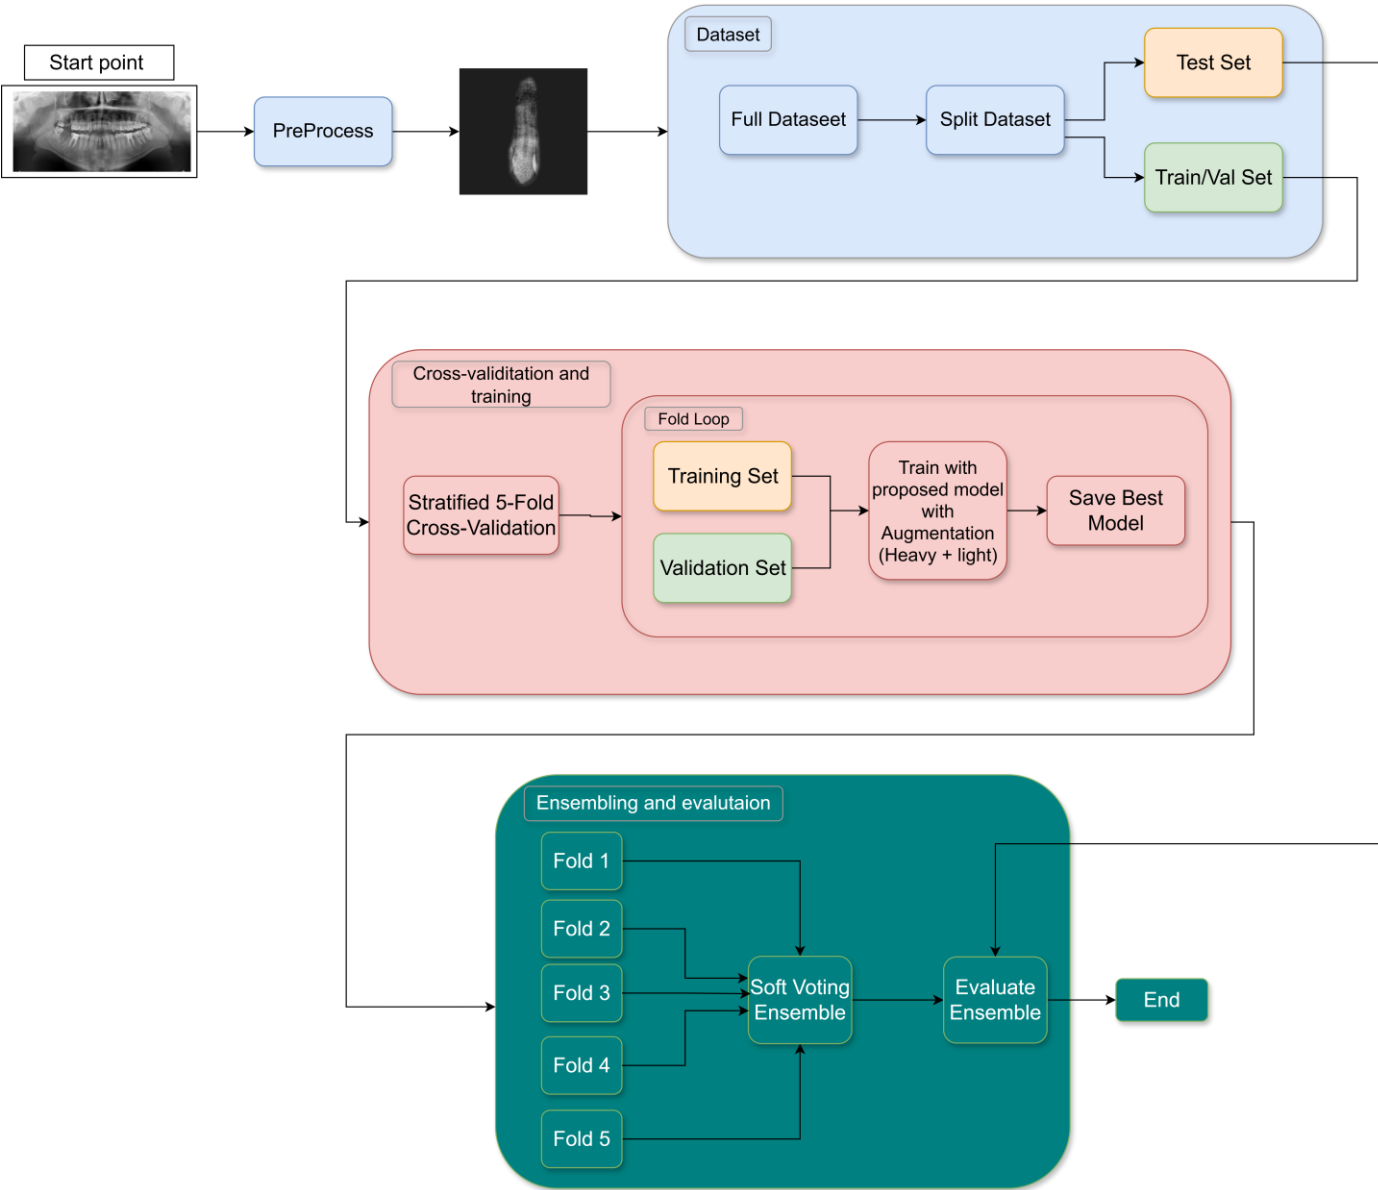 Start point
PreProcess
Dataset
Full Dataseet
Split Dataset
Test Set
Train/Val Set
Cross-validitation and
training
Stratified 5-Fold
Cross-Validation
Fold Loop
Training Set
Validation Set
Train with
proposed model
with
Augmentation
(Heavy + light)
Save Best
Model
Ensembling and evalutaion
Fold 1
Fold 2
Fold 3
Fold 4
Fold 5
Soft Voting
Ensemble
Evaluate
Ensemble
End